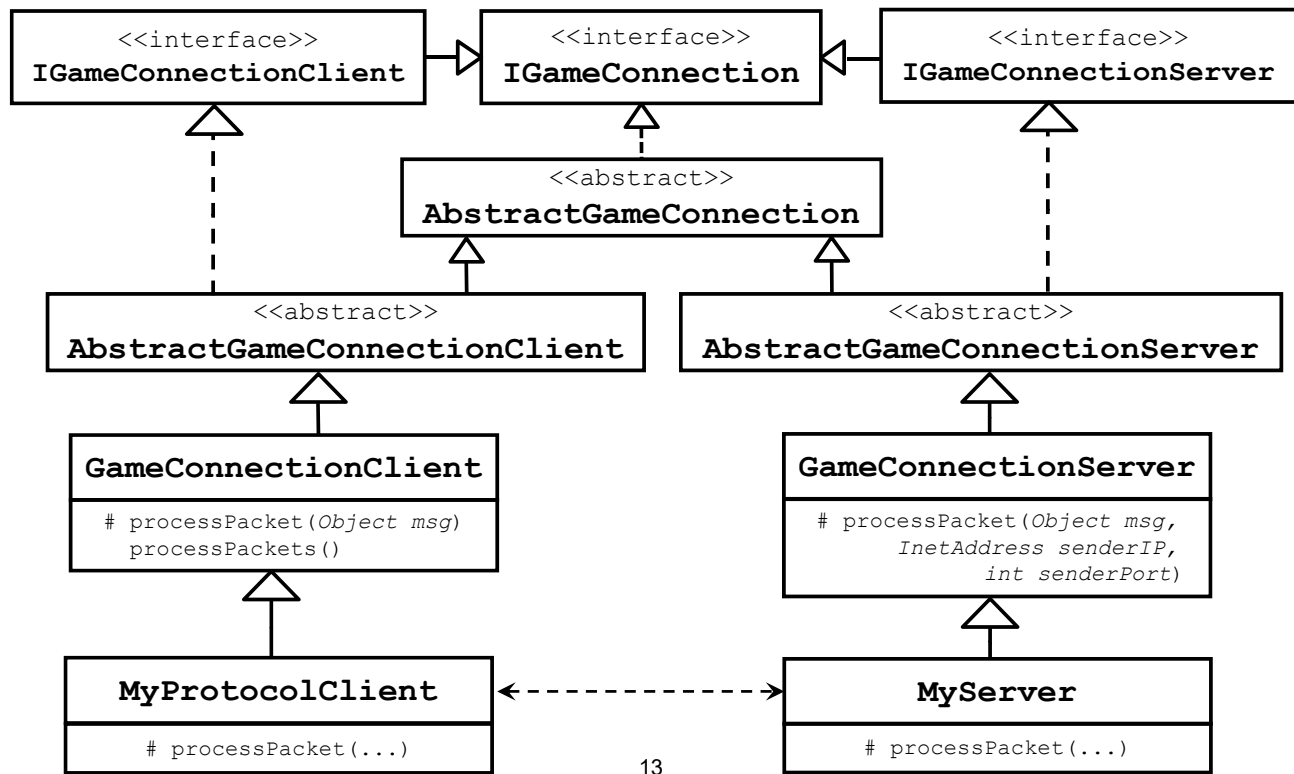 <<interface>>
IGameConnectionClient
<<interface>>
IGameConnection
<<interface>>
IGameConnectionServer
<<abstract>>
AbstractGameConnection
<<abstract>>
AbstractGameConnectionClient
<<abstract>>
AbstractGameConnectionServer
GameConnectionClient
# processPacket(Object msg)
processPackets()
GameConnectionServer
# processPacket(Object msg,
InetAddress senderIP,
int senderPort)
MyProtocolClient
# processPacket(...)
MyServer
# processPacket(...)
13